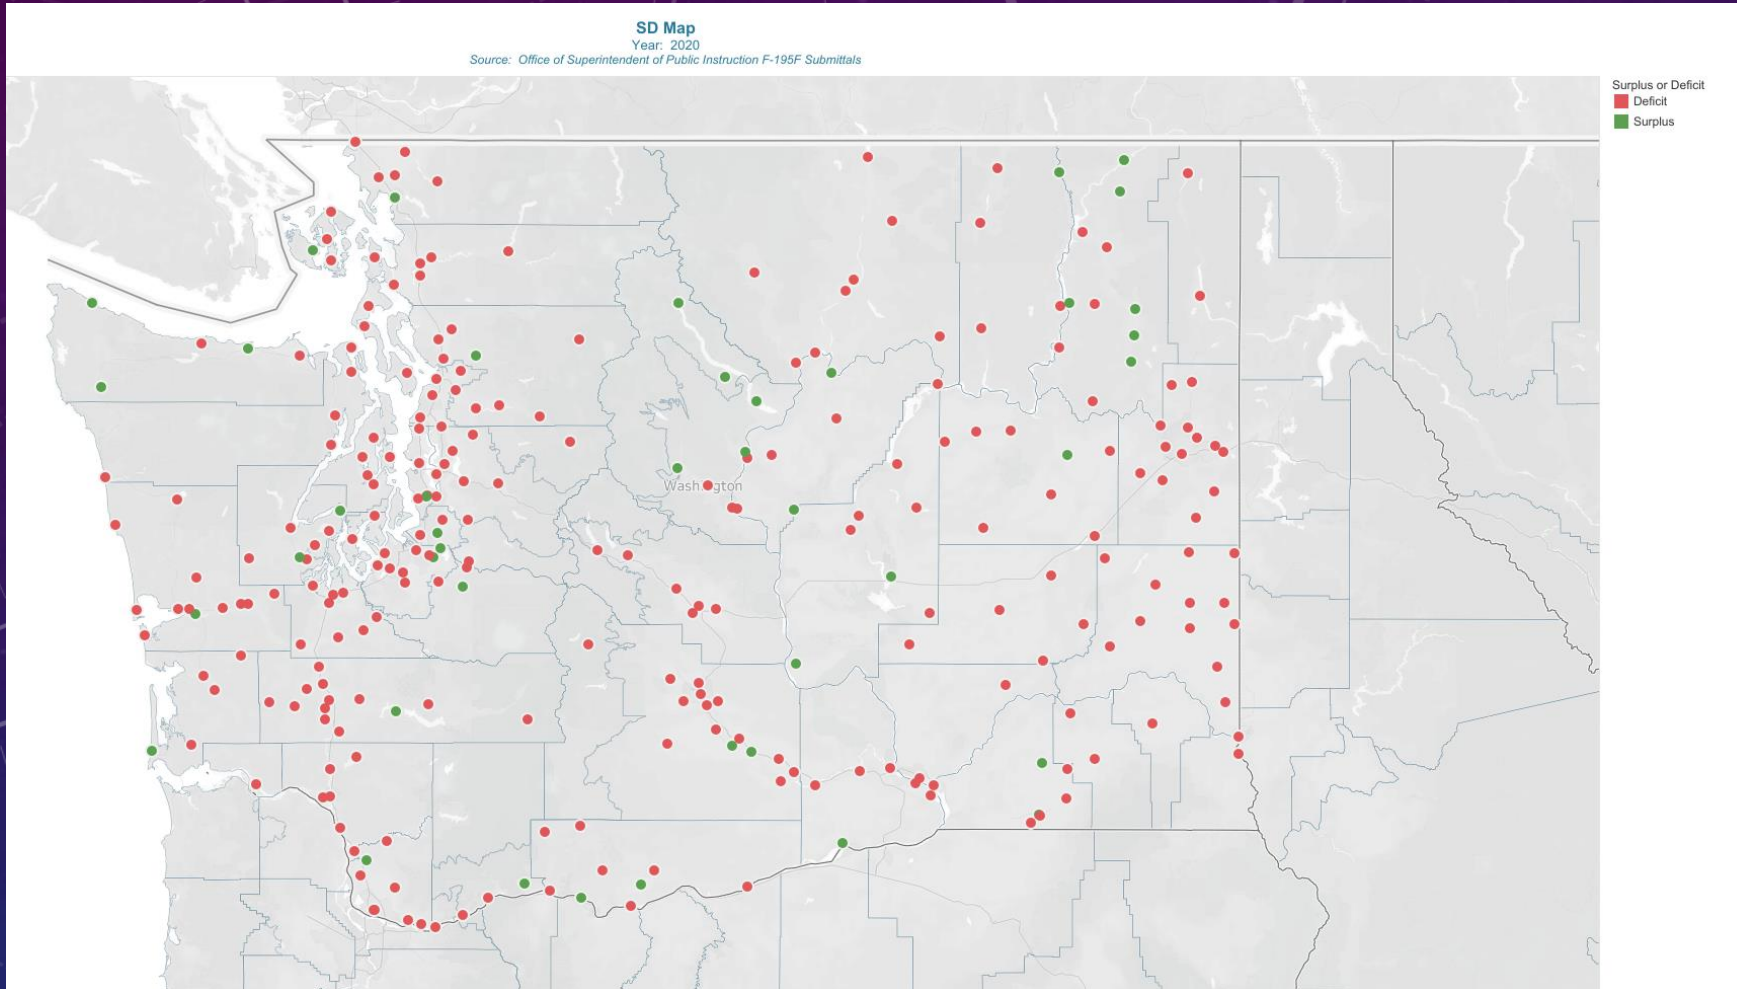 SD Map
Year: 2020
Source: Office of Superintendent of Public Instruction F-195F Submittals
Surplus or Deficit
Deficit
Surplus
Washington